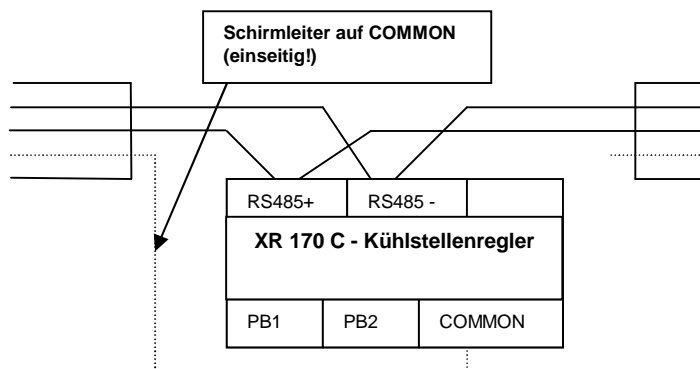 Schirmleiter auf COMMON
(einseitig!)
RS485+ RS485 -
XR 170 C - Kühlstellenregler
PB1 PB2 COMMON